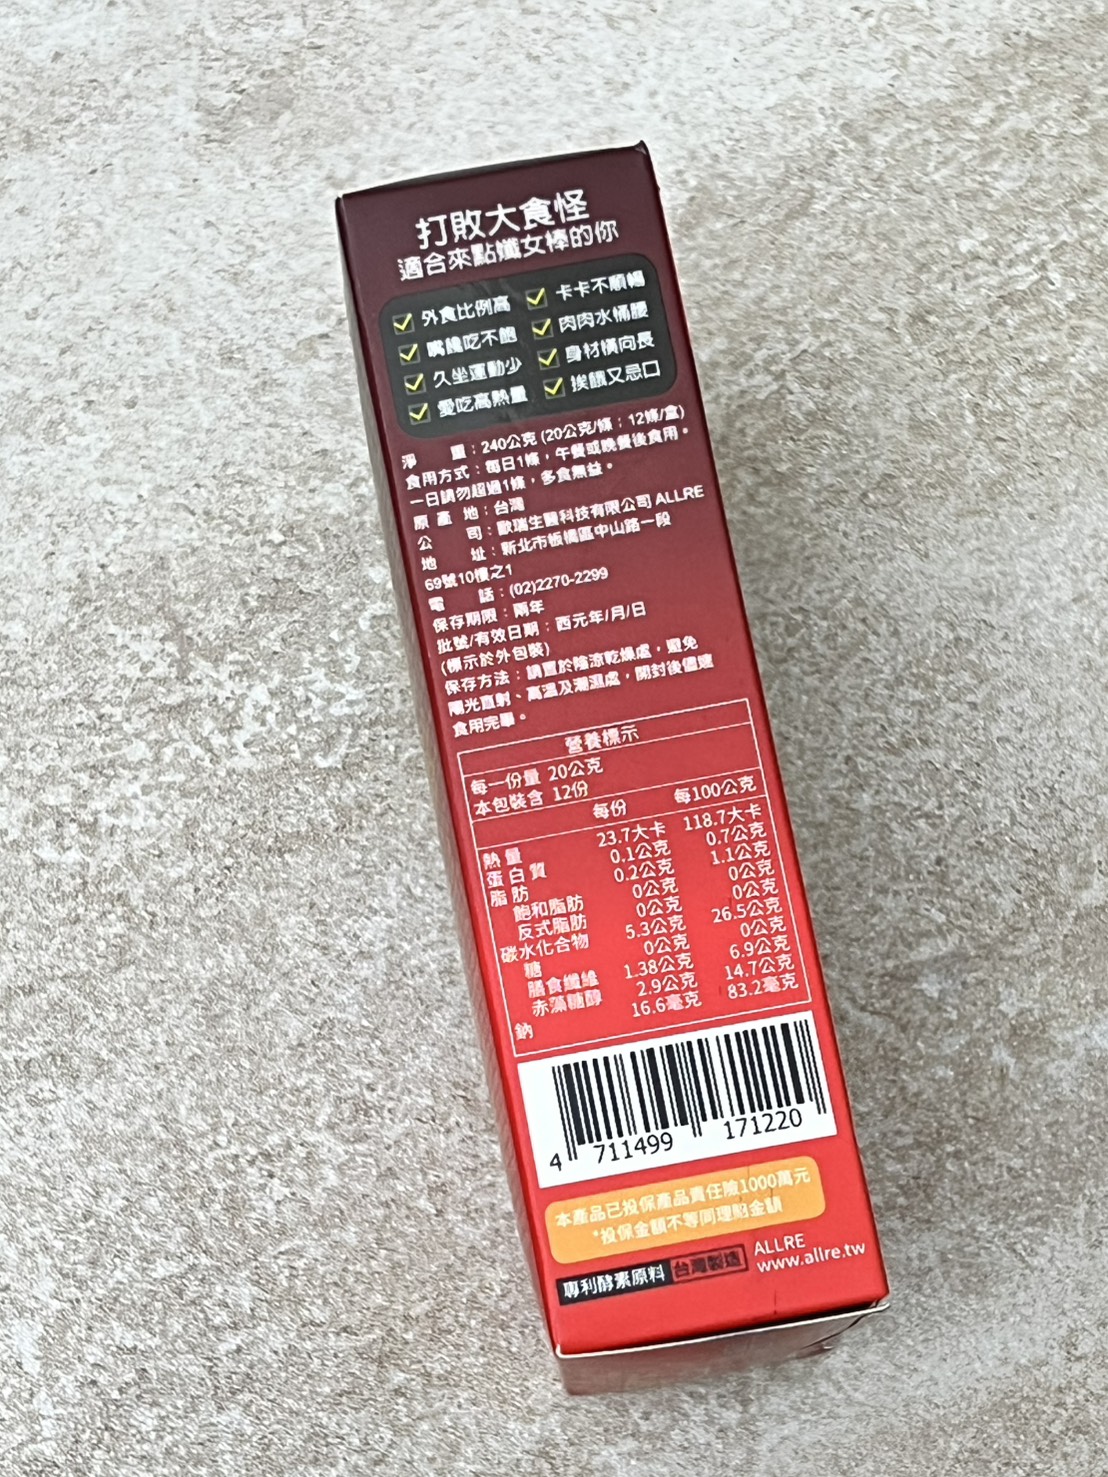 打敗大食怪
適合來點孅女棒的你
外食比例高 卡卡不順暢
嘴饞吃不飽 肉肉水桶腰
久坐運動少 身材橫向長
愛吃高熱量 挨餓又忌口
淨 重：240公克 (20公克/條；12條/盒)
食用方式：每日1條，午餐或晚餐後食用。
一日請勿超過1條，多食無益。
原 產 地：台灣
公 司：歐瑞生醫科技有限公司 ALLRE
地 址：新北市板橋區中山路一段
69號10樓之1
電 話：(02)2270-2299
保存期限：兩年
批號/有效日期：西元年/月/日
(標示於外包裝)
保存方法：請置於陰涼乾燥處，避免
陽光直射、高溫及潮濕處，開封後儘速
食用完畢。
營養標示
每一份量 20公克
本包裝含 12份
每份 每100公克
熱量 23.7大卡 118.7大卡
蛋白質 0.1公克 0.7公克
脂肪 0.2公克 1.1公克
飽和脂肪 0公克 0公克
反式脂肪 0公克 0公克
碳水化合物 5.3公克 26.5公克
糖 0公克 0公克
膳食纖維 1.38公克 6.9公克
赤藻糖醇 2.9公克 14.7公克
鈉 16.6毫克 83.2毫克
4 711499 171220
本產品已投保產品責任險1000萬元
*投保金額不等同理賠金額
專利酵素原料 台灣製造 ALLRE
www.allre.tw